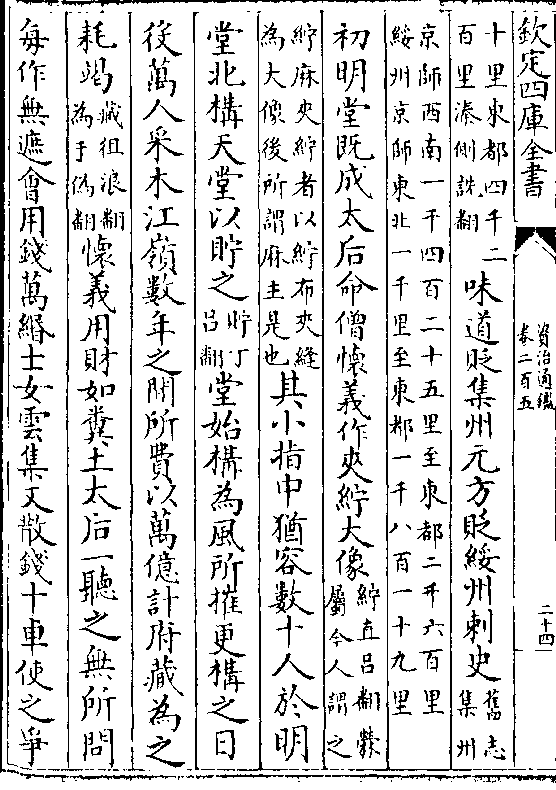 欽定四庫全書
資治通鑑
卷二百五
二十四
十里東都四千二
百里溱側詵翻
味道貶集州元方貶綏州刺史
舊志
集州
京師西南一千四百二十五里至東都二千六百里
綏州京師東北一千里至東都一千八百一十九里
初明堂既成太后命僧懷義作夾紵大像
紵直吕翻縏
屬今人謂之
紵麻夾紵者以紵布夾縫
為大像後所謂麻主是也
其小指中猶容數十人於明
堂北構天堂以貯之
貯丁
吕翻
堂始構為風所摧更構之日
役萬人采木江嶺數年之間所費以萬億計府藏為之
耗竭
藏徂浪翻
為于偽翻
懷義用財如糞土太后一聽之無所問
每作無遮會用錢萬緡士女雲集又散錢十車使之爭